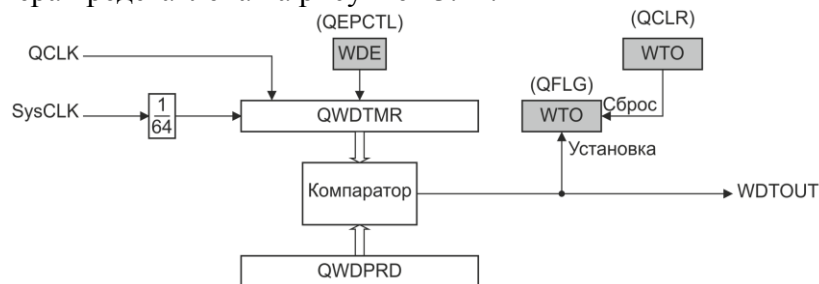 (QEPCTL)
(QCLR)
QCLK
WDE
WTO
(QFLG)
SysCLK
1
64
QWDTMR
WTO
Сброс
Установка
Компаратор
WDTOUT
QWDPRD